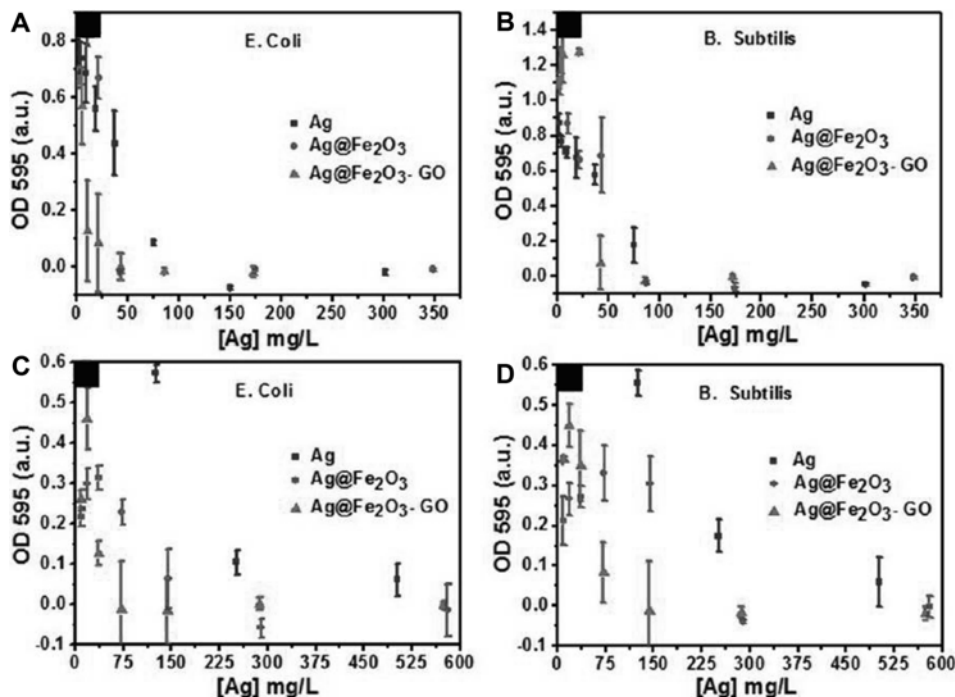 A
E. Coli
0.8
0.6
0.4
0.2
0.0
OD 595 (a.u.)
Ag
Ag@Fe₂O₃
Ag@Fe₂O₃- GO
0 50 100 150 200 250 300 350
[Ag] mg/L
B
B. Subtilis
1.4
1.2
1.0
0.8
0.6
0.4
0.2
0.0
OD 595 (a.u.)
Ag
Ag@Fe₂O₃
Ag@Fe₂O₃- GO
0 50 100 150 200 250 300 350
[Ag] mg/L
C
E. Coli
0.6
0.5
0.4
0.3
0.2
0.1
0.0
-0.1
OD 595 (a.u.)
Ag
Ag@Fe₂O₃
Ag@Fe₂O₃- GO
0 75 150 225 300 375 450 525 600
[Ag] mg/L
D
B. Subtilis
0.6
0.5
0.4
0.3
0.2
0.1
0.0
-0.1
OD 595 (a.u.)
Ag
Ag@Fe₂O₃
Ag@Fe₂O₃- GO
0 75 150 225 300 375 450 525 600
[Ag] mg/L